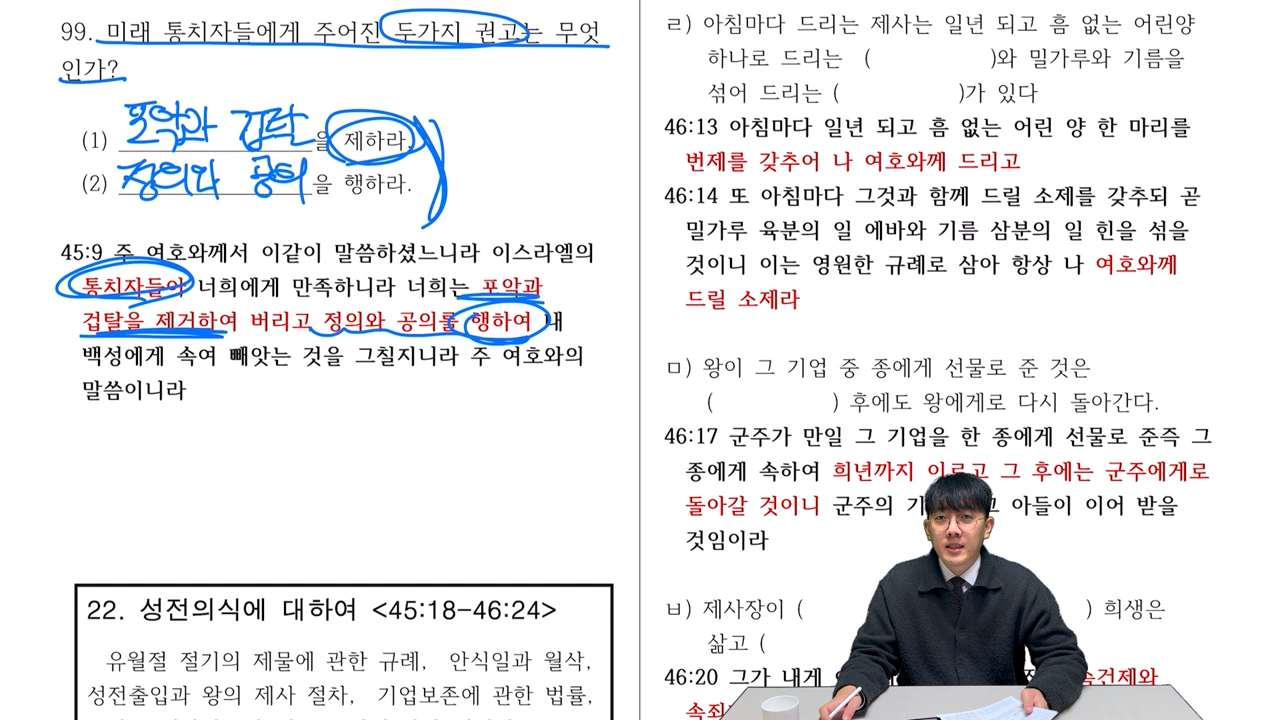 99. 미래 통치자들에게 주어진 두가지 권고는 무엇
인가?
(1) 포악과 겁탈을 제하라.
(2) 정의와 공의을 행하라.
45:9 주 여호와께서 이같이 말씀하셨느니라 이스라엘의
통치자들아 너희에게 만족하니라 너희는 포악과
겁탈을 제거하여 버리고 정의와 공의를 행하여 내
백성에게 속여 빼앗는 것을 그칠지니라 주 여호와의
말씀이니라
22. 성전의식에 대하여 <45:18-46:24>
유월절 절기의 제물에 관한 규례, 안식일과 월삭,
성전출입과 왕의 제사 절차, 기업보존에 관한 법률,
ㄹ) 아침마다 드리는 제사는 일년 되고 흠 없는 어린양
하나로 드리는 ( )와 밀가루와 기름을
섞어 드리는 ( )가 있다
46:13 아침마다 일년 되고 흠 없는 어린 양 한 마리를
번제를 갖추어 나 여호와께 드리고
46:14 또 아침마다 그것과 함께 드릴 소제를 갖추되 곧
밀가루 육분의 일 에바와 기름 삼분의 일 힌을 섞을
것이니 이는 영원한 규례로 삼아 항상 나 여호와께
드릴 소제라
ㅁ) 왕이 그 기업 중 종에게 선물로 준 것은
( ) 후에도 왕에게로 다시 돌아간다.
46:17 군주가 만일 그 기업을 한 종에게 선물로 준즉 그
종에게 속하여 희년까지 이르고 그 후에는 군주에게로
돌아갈 것이니 군주의 그 아들이 이어 받을
것임이라
ㅂ) 제사장이 ( ) 희생은
삶고 (
46:20 그가 내게 속건제와